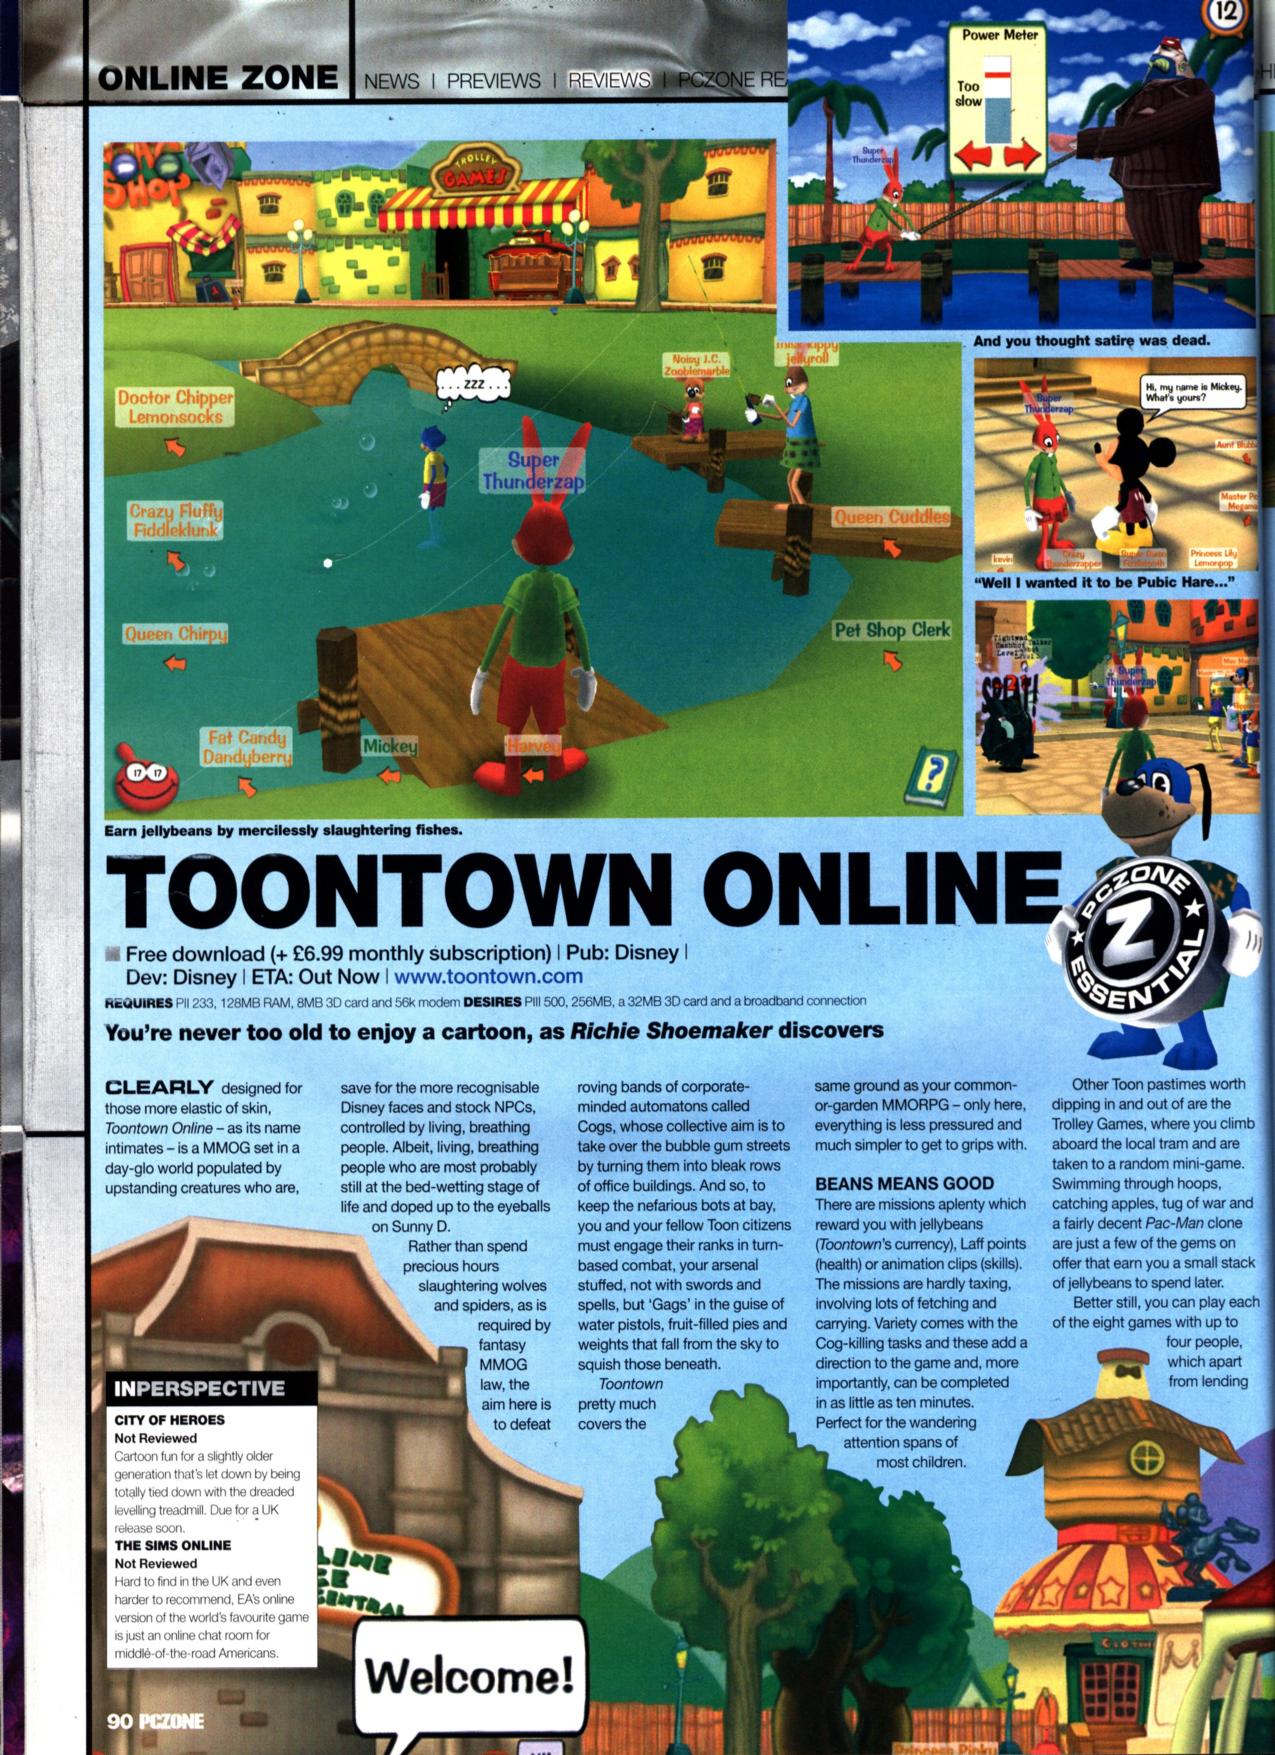 ONLINE ZONE
NEWS | PREVIEWS | REVIEWS | PCZONE RE
12
Power Meter
Too
slow
Super
Thunderzap
And you thought satire was dead.
SHOP
TROLLEY
GAMES
... zzz ...
Noisy J.C.
Zooblemarble
jellyroll
Doctor Chipper
Lemonsocks
Super
Thunderzap
Crazy Fluffy
Fiddleklunk
Queen Cuddles
Queen Chirpy
Pet Shop Clerk
Fat Candy
Dandyberry
Mickey
Harvey
17 17
?
Super
Thunderzap
Hi, my name is Mickey.
What's yours?
Aunt Blubb
Master Pe
Megama
kevin
Crazy
Thunderzapper
Princess Lily
Lemonpop
"Well I wanted it to be Pubic Hare..."
Tightwad
Super
Thunderzap
Earn jellybeans by mercilessly slaughtering fishes.
TOONTOWN ONLINE
PCZONE
Z
ESSENTIAL
Free download (+ £6.99 monthly subscription) | Pub: Disney |
Dev: Disney | ETA: Out Now | www.toontown.com
REQUIRES PII 233, 128MB RAM, 8MB 3D card and 56k modem DESIRES PIII 500, 256MB, a 32MB 3D card and a broadband connection
You're never too old to enjoy a cartoon, as Richie Shoemaker discovers
CLEARLY designed for
those more elastic of skin,
Toontown Online – as its name
intimates – is a MMOG set in a
day-glo world populated by
upstanding creatures who are,
save for the more recognisable
Disney faces and stock NPCs,
controlled by living, breathing
people. Albeit, living, breathing
people who are most probably
still at the bed-wetting stage of
life and doped up to the eyeballs
on Sunny D.
Rather than spend
precious hours
slaughtering wolves
and spiders, as is
required by
fantasy
MMOG
law, the
aim here is
to defeat
roving bands of corporate-
minded automatons called
Cogs, whose collective aim is to
take over the bubble gum streets
by turning them into bleak rows
of office buildings. And so, to
keep the nefarious bots at bay,
you and your fellow Toon citizens
must engage their ranks in turn-
based combat, your arsenal
stuffed, not with swords and
spells, but 'Gags' in the guise of
water pistols, fruit-filled pies and
weights that fall from the sky to
squish those beneath.
Toontown
pretty much
covers the
same ground as your common-
or-garden MMORPG – only here,
everything is less pressured and
much simpler to get to grips with.
BEANS MEANS GOOD
There are missions aplenty which
reward you with jellybeans
(Toontown's currency), Laff points
(health) or animation clips (skills).
The missions are hardly taxing,
involving lots of fetching and
carrying. Variety comes with the
Cog-killing tasks and these add a
direction to the game and, more
importantly, can be completed
in as little as ten minutes.
Perfect for the wandering
attention spans of
most children.
Other Toon pastimes worth
dipping in and out of are the
Trolley Games, where you climb
aboard the local tram and are
taken to a random mini-game.
Swimming through hoops,
catching apples, tug of war and
a fairly decent Pac-Man clone
are just a few of the gems on
offer that earn you a small stack
of jellybeans to spend later.
Better still, you can play each
of the eight games with up to
four people,
which apart
from lending
INPERSPECTIVE
CITY OF HEROES
Not Reviewed
Cartoon fun for a slightly older
generation that's let down by being
totally tied down with the dreaded
levelling treadmill. Due for a UK
release soon.
THE SIMS ONLINE
Not Reviewed
Hard to find in the UK and even
harder to recommend, EA's online
version of the world's favourite game
is just an online chat room for
middle-of-the-road Americans.
LINE
CENTRAL
CLOTH
Welcome!
90 PCZONE